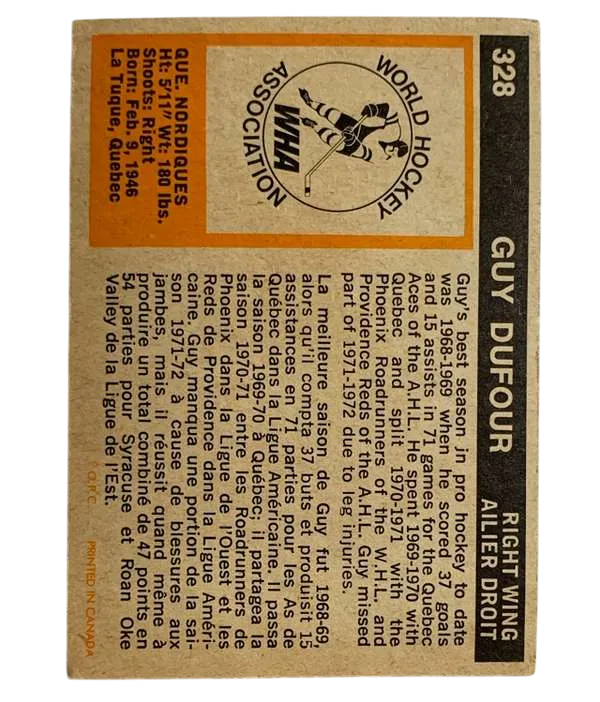 328 GUY DUFOUR RIGHT WING
AILIER DROIT
WORLD HOCKEY
ASSOCIATION
WHA
QUE. NORDIQUES
Ht: 5'11" Wt: 180 lbs.
Shoots: Right
Born: Feb. 9, 1946
La Tuque, Quebec
Guy's best season in pro hockey to date
was 1968-1969 when he scored 37 goals
and 15 assists in 71 games for the Quebec
Aces of the A.H.L. He spent 1969-1970 with
Quebec and split 1970-1971 with the
Phoenix Roadrunners of the W.H.L. and
Providence Reds of the A.H.L. Guy missed
part of 1971-1972 due to leg injuries.
La meilleure saison de Guy fut 1968-69,
alors qu'il compta 37 buts et produisit 15
assistances en 71 parties pour les As de
Québec dans la Ligue Américaine. Il passa
la saison 1969-70 à Québec; il partagea la
saison 1970-71 entre les Roadrunners de
Phoenix dans la Ligue de l'Ouest et les
Reds de Providence dans la Ligue Améri-
caine. Guy manqua une portion de la sai-
son 1971-72 à cause de blessures aux
jambes, mais il réussit quand même à
produire un total combiné de 47 points en
54 parties pour Syracuse et Roan Oke
Valley de la Ligue de l'Est.
© O.P.C. PRINTED IN CANADA